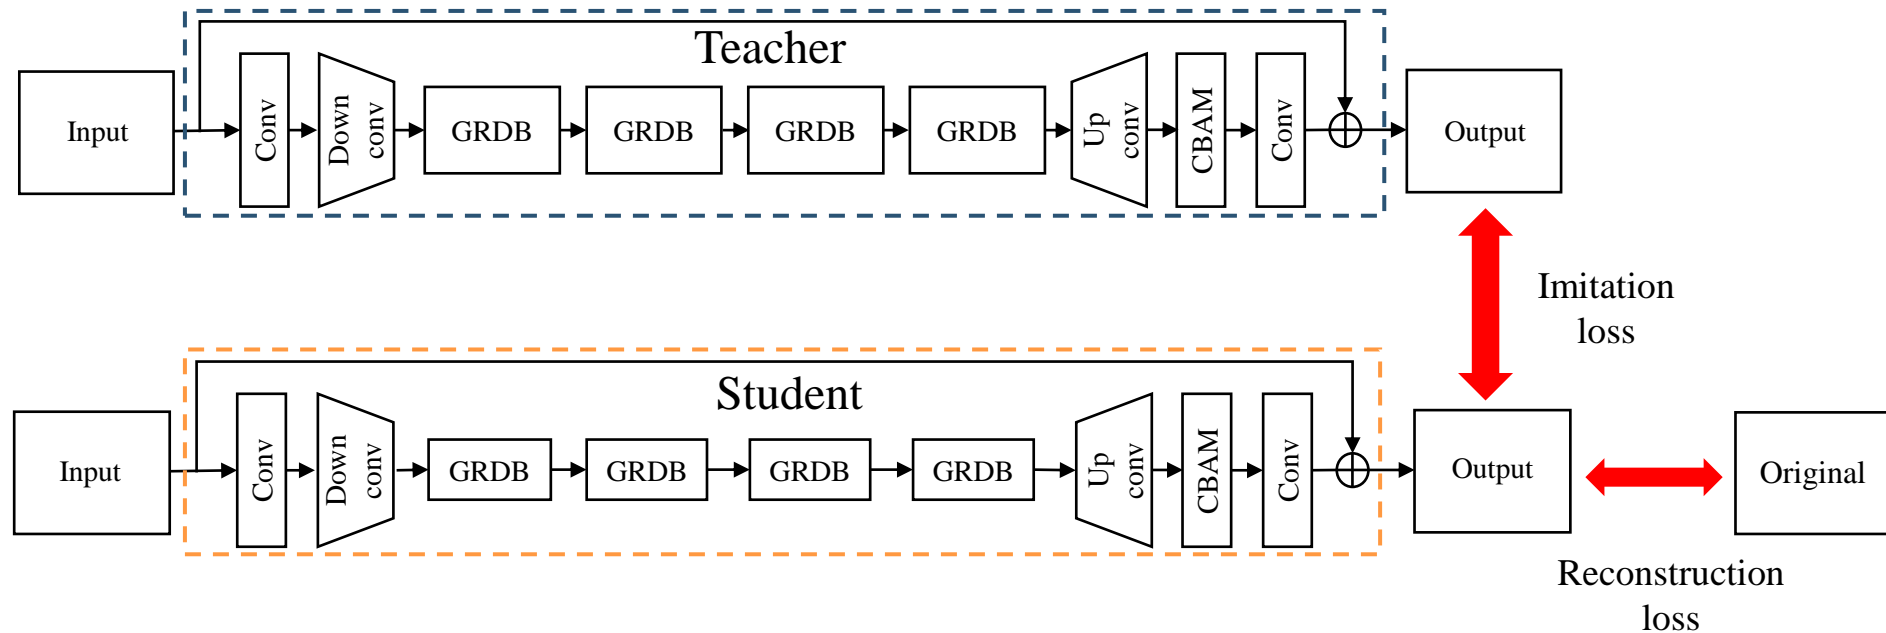 Teacher
Input
Conv
Down
conv
GRDB
GRDB
GRDB
GRDB
Up
conv
CBAM
Conv
Output
Imitation
loss
Student
Input
Conv
Down
conv
GRDB
GRDB
GRDB
GRDB
Up
conv
CBAM
Conv
Output
Original
Reconstruction
loss